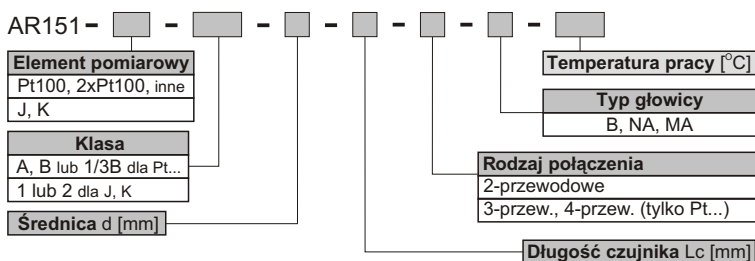 AR151 - - - - - - -
Element pomiarowy
Pt100, 2xPt100, inne
J, K
Klasa
A, B lub 1/3B dla Pt...
1 lub 2 dla J, K
Średnica d [mm]
Temperatura pracy [°C]
Typ głowicy
B, NA, MA
Rodzaj połączenia
2-przewodowe
3-przew., 4-przew. (tylko Pt...)
Długość czujnika Lc [mm]